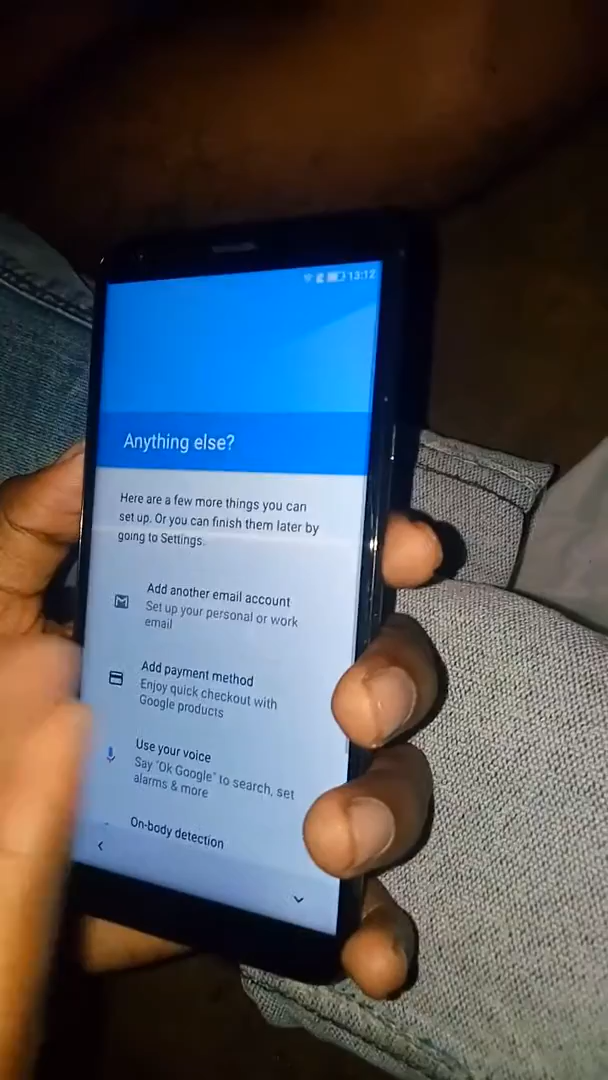 13:12
Anything else?
Here are a few more things you can
set up. Or you can finish them later by
going to Settings.
Add another email account
Set up your personal or work
email
Add payment method
Enjoy quick checkout with
Google products
Use your voice
Say "Ok Google" to search, set
alarms & more
On-body detection